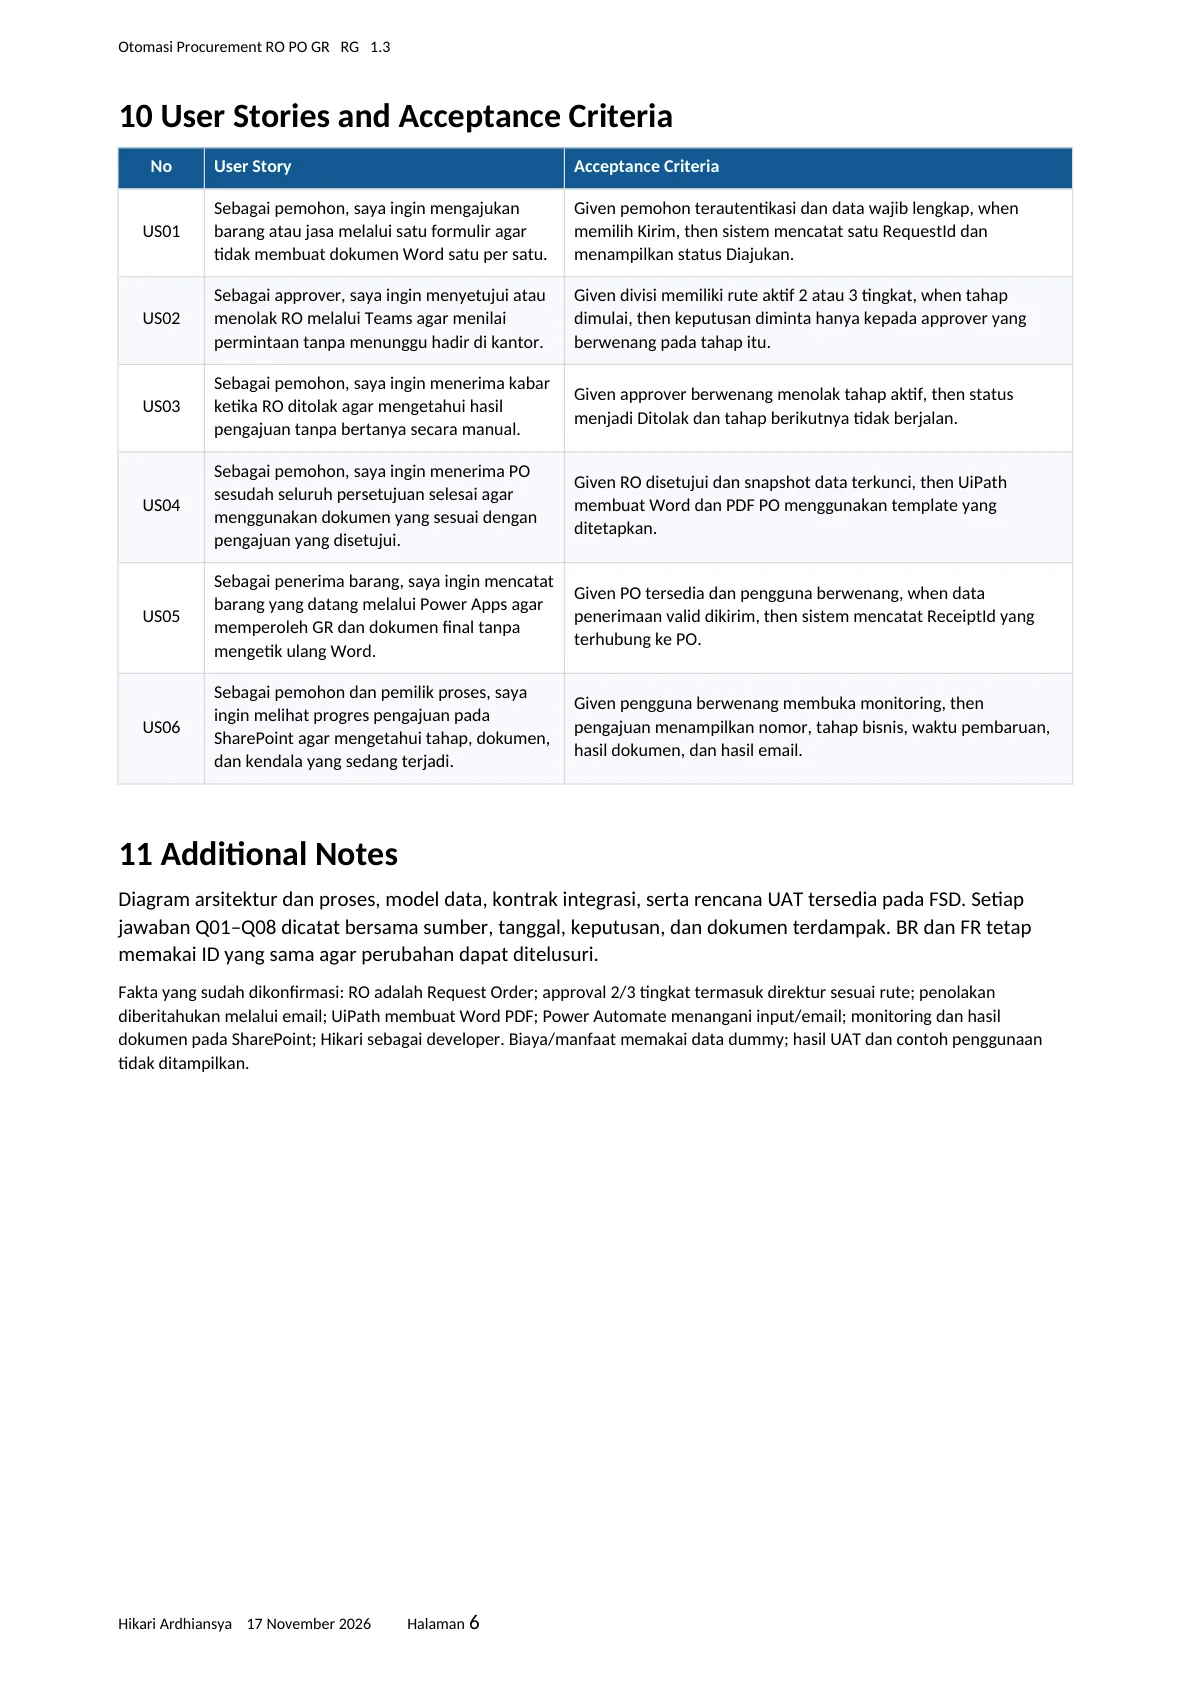 Otomasi Procurement RO PO GR RG 1.3
10 User Stories and Acceptance Criteria
No User Story Acceptance Criteria
US01
Sebagai pemohon, saya ingin mengajukan
barang atau jasa melalui satu formulir agar
tidak membuat dokumen Word satu per satu.
Given pemohon terautentikasi dan data wajib lengkap, when
memilih Kirim, then sistem mencatat satu RequestId dan
menampilkan status Diajukan.
US02
Sebagai approver, saya ingin menyetujui atau
menolak RO melalui Teams agar menilai
permintaan tanpa menunggu hadir di kantor.
Given divisi memiliki rute aktif 2 atau 3 tingkat, when tahap
dimulai, then keputusan diminta hanya kepada approver yang
berwenang pada tahap itu.
US03
Sebagai pemohon, saya ingin menerima kabar
ketika RO ditolak agar mengetahui hasil
pengajuan tanpa bertanya secara manual.
Given approver berwenang menolak tahap aktif, then status
menjadi Ditolak dan tahap berikutnya tidak berjalan.
US04
Sebagai pemohon, saya ingin menerima PO
sesudah seluruh persetujuan selesai agar
menggunakan dokumen yang sesuai dengan
pengajuan yang disetujui.
Given RO disetujui dan snapshot data terkunci, then UiPath
membuat Word dan PDF PO menggunakan template yang
ditetapkan.
US05
Sebagai penerima barang, saya ingin mencatat
barang yang datang melalui Power Apps agar
memperoleh GR dan dokumen final tanpa
mengetik ulang Word.
Given PO tersedia dan pengguna berwenang, when data
penerimaan valid dikirim, then sistem mencatat ReceiptId yang
terhubung ke PO.
US06
Sebagai pemohon dan pemilik proses, saya
ingin melihat progres pengajuan pada
SharePoint agar mengetahui tahap, dokumen,
dan kendala yang sedang terjadi.
Given pengguna berwenang membuka monitoring, then
pengajuan menampilkan nomor, tahap bisnis, waktu pembaruan,
hasil dokumen, dan hasil email.
11 Additional Notes
Diagram arsitektur dan proses, model data, kontrak integrasi, serta rencana UAT tersedia pada FSD. Setiap
jawaban Q01–Q08 dicatat bersama sumber, tanggal, keputusan, dan dokumen terdampak. BR dan FR tetap
memakai ID yang sama agar perubahan dapat ditelusuri.
Fakta yang sudah dikonfirmasi: RO adalah Request Order; approval 2/3 tingkat termasuk direktur sesuai rute; penolakan
diberitahukan melalui email; UiPath membuat Word PDF; Power Automate menangani input/email; monitoring dan hasil
dokumen pada SharePoint; Hikari sebagai developer. Biaya/manfaat memakai data dummy; hasil UAT dan contoh penggunaan
tidak ditampilkan.
Hikari Ardhiansya 17 November 2026 Halaman 6